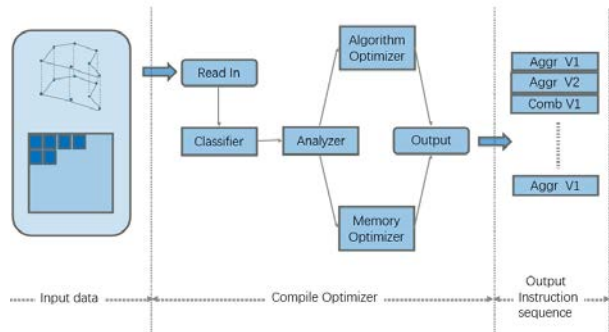 Algorithm
Optimizer
Read In
Aggr V1
Aggr V2
Comb V1
Classifier
Analyzer
Output
Aggr V1
Memory
Optimizer
Input data
Compile Optimizer
Output
Instruction
sequence